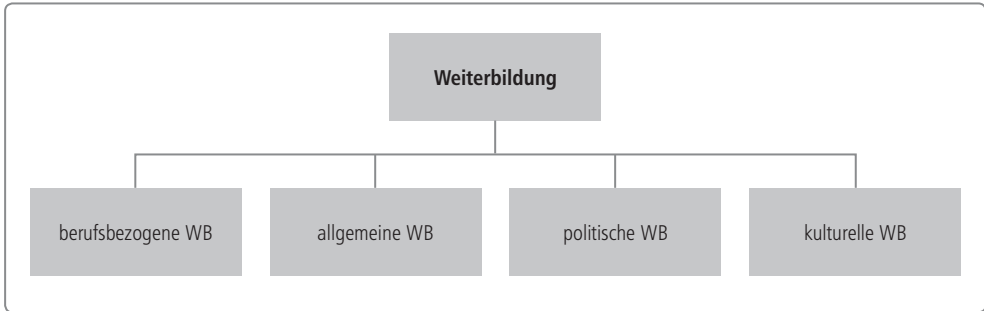 Weiterbildung
berufsbezogene WB
allgemeine WB
politische WB
kulturelle WB